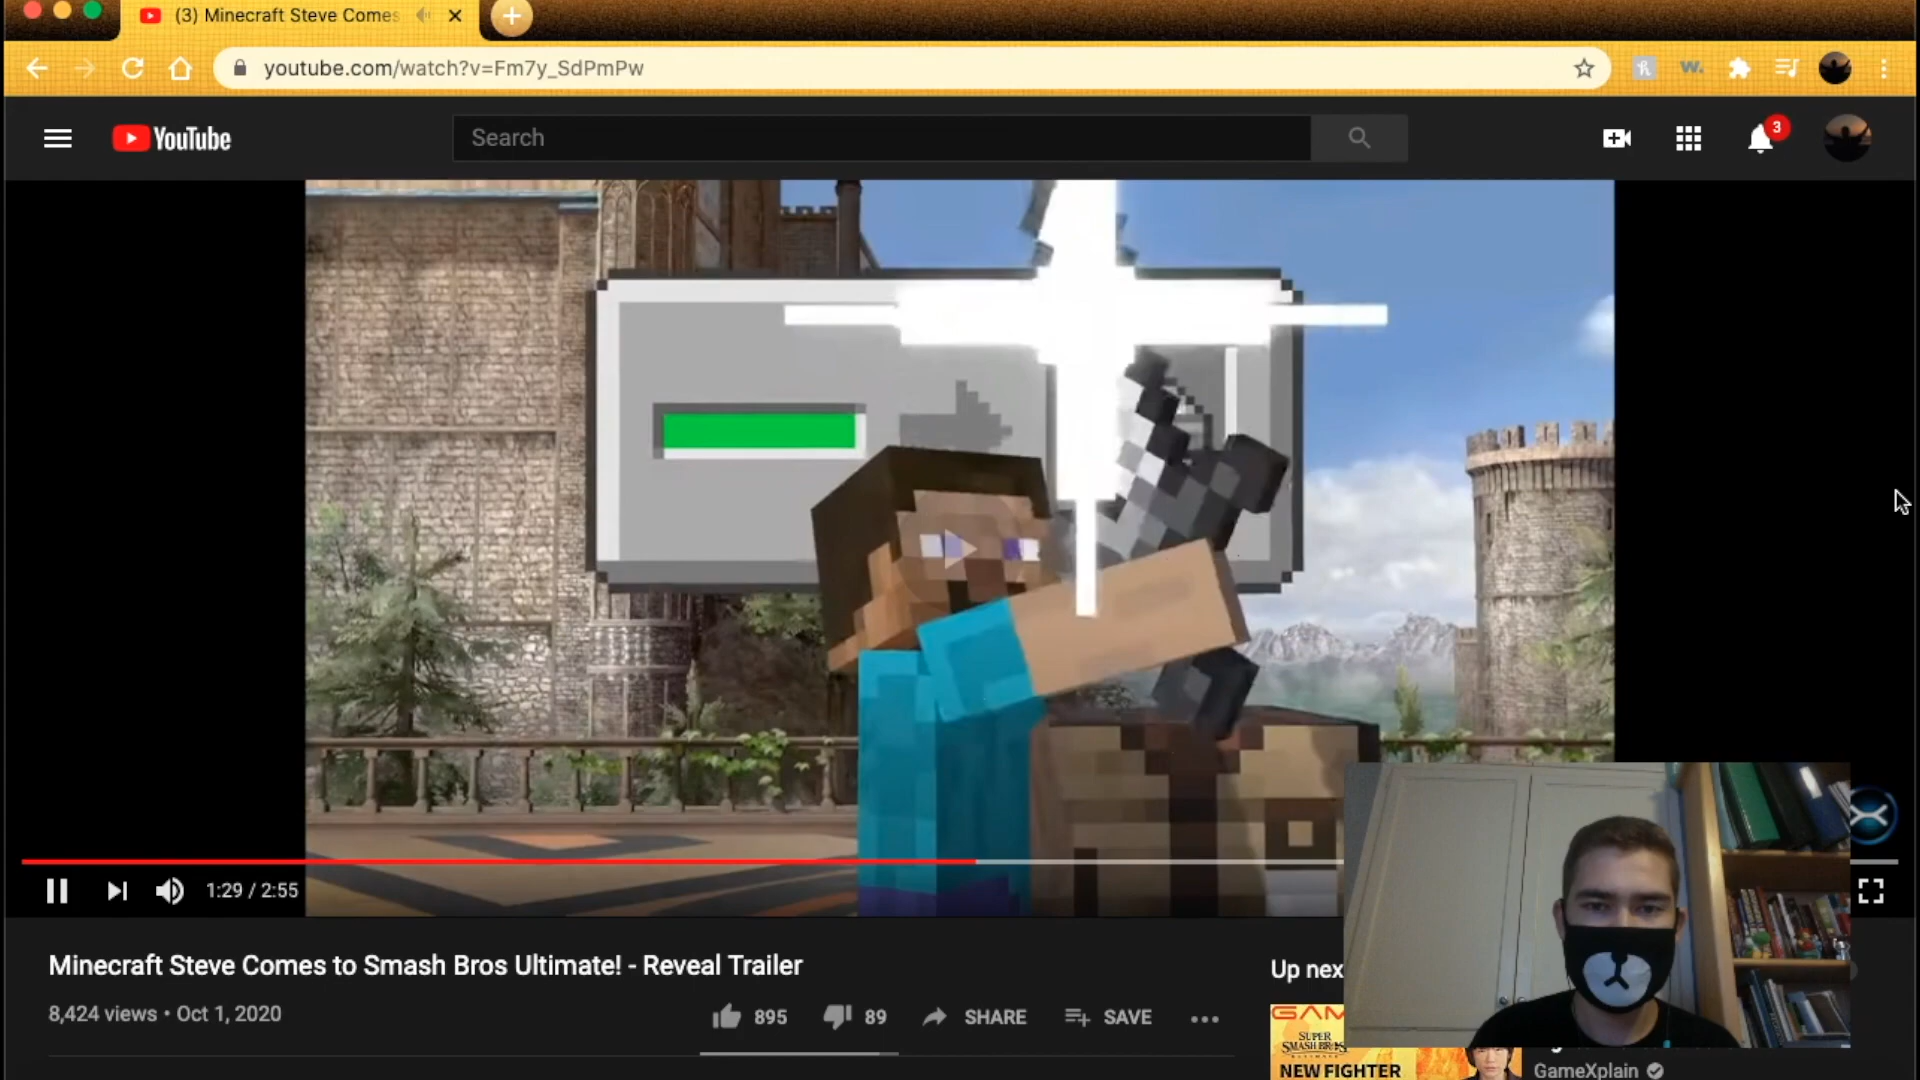 (3) Minecraft Steve Comes
youtube.com/watch?v=Fm7y_SdPmPw
YouTube
Search
3
1:29 / 2:55
Minecraft Steve Comes to Smash Bros Ultimate! - Reveal Trailer
8,424 views • Oct 1, 2020
895
89
SHARE
SAVE
Up nex
GAM
SUPER
SMASH BROS
NEW FIGHTER
GameXplain